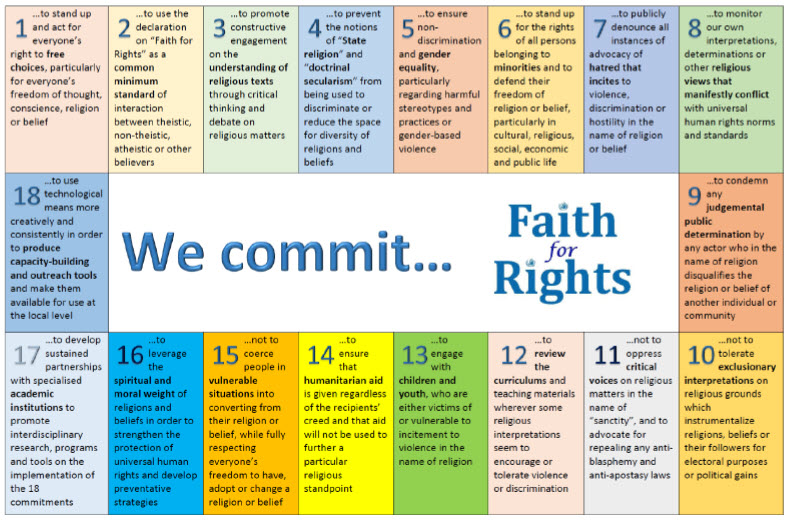 1 ...to stand up
and act for
everyone's
right to free
choices, particularly
for everyone's
freedom of thought,
conscience, religion
or belief
2 ...to use the
declaration
on "Faith for
Rights" as a
common
minimum
standard of
interaction
between theistic,
non-theistic,
atheistic or other
believers
3 ...to promote
constructive
engagement
on the
understanding of
religious texts
through critical
thinking and
debate on
religious matters
4 ...to prevent
the notions
of "State
religion" and
"doctrinal
secularism" from
being used to
discriminate or
reduce the space
for diversity of
religions and
beliefs
5 ...to ensure
non-
discrimination
and gender
equality,
particularly
regarding harmful
stereotypes and
practices or
gender-based
violence
6 ...to stand up
for the rights
of all persons
belonging to
minorities and to
defend their
freedom of
religion or belief,
particularly in
cultural, religious,
social, economic
and public life
7 ...to publicly
denounce all
instances of
advocacy of
hatred that
incites to
violence,
discrimination or
hostility in the
name of religion
or belief
8 ...to monitor
our own
interpretations,
determinations or
other religious
views that
manifestly conflict
with universal
human rights norms
and standards
18 ...to use
technological
means more
creatively and
consistently in order
to produce
capacity-building
and outreach tools
and make them
available for use at
the local level
We commit...
Faith
for
Rights
9 ...to condemn
any
judgemental
public
determination by
any actor who in the
name of religion
disqualifies the
religion or belief of
another individual or
community
17 ...to develop
sustained
partnerships
with specialised
academic
institutions to
promote
interdisciplinary
research, programs
and tools on the
implementation of
the 18
commitments
16 ...to
leverage
the
spiritual and
moral weight of
religions and
beliefs in order to
strengthen the
protection of
universal human
rights and develop
preventative
strategies
15 ...not to
coerce
people in
vulnerable
situations into
converting from
their religion or
belief, while fully
respecting
everyone's
freedom to have,
adopt or change a
religion or belief
14 ...to
ensure
that
humanitarian aid
is given regardless
of the recipients'
creed and that aid
will not be used to
further a
particular
religious
standpoint
13 ...to
engage
with
children and
youth, who are
either victims of
or vulnerable to
incitement to
violence in the
name of religion
12 ...to
review
the
curriculums and
teaching materials
wherever some
religious
interpretations
seem to
encourage or
tolerate violence
or discrimination
11 ...not to
oppress
critical
voices on religious
matters in the
name of
"sanctity", and to
advocate for
repealing any anti-
blasphemy and
anti-apostasy laws
10 ...not to
tolerate
exclusionary
interpretations on
religious grounds
which
instrumentalize
religions, beliefs or
their followers for
electoral purposes
or political gains